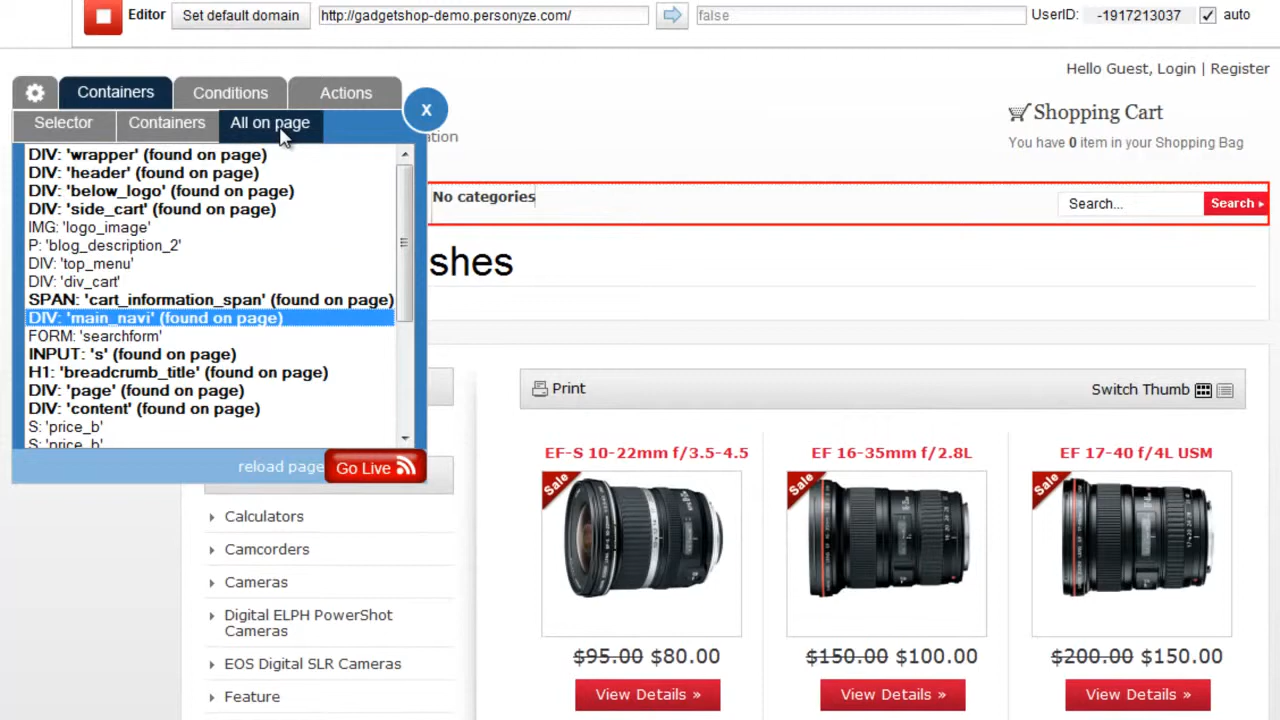 Editor Set default domain http://gadgetshop-demo.personyze.com/ false UserID: -1917213037 auto
Hello Guest, Login | Register
Containers Conditions Actions x
Selector Containers All on page
Shopping Cart
You have 0 item in your Shopping Bag
DIV: 'wrapper' (found on page)
DIV: 'header' (found on page)
DIV: 'below_logo' (found on page)
DIV: 'side_cart' (found on page)
IMG: 'logo_image'
P: 'blog_description_2'
DIV: 'top_menu'
DIV: 'div_cart'
SPAN: 'cart_information_span' (found on page)
DIV: 'main_navi' (found on page)
FORM: 'searchform'
INPUT: 's' (found on page)
H1: 'breadcrumb_title' (found on page)
DIV: 'page' (found on page)
DIV: 'content' (found on page)
S: 'price_b'
S: 'price_b'
reload page Go Live
ation
No categories Search... Search
shes
Print Switch Thumb
Calculators
Camcorders
Cameras
Digital ELPH PowerShot
Cameras
EOS Digital SLR Cameras
Feature
EF-S 10-22mm f/3.5-4.5
Sale
$95.00 $80.00
View Details »
EF 16-35mm f/2.8L
Sale
$150.00 $100.00
View Details »
EF 17-40 f/4L USM
Sale
$200.00 $150.00
View Details »